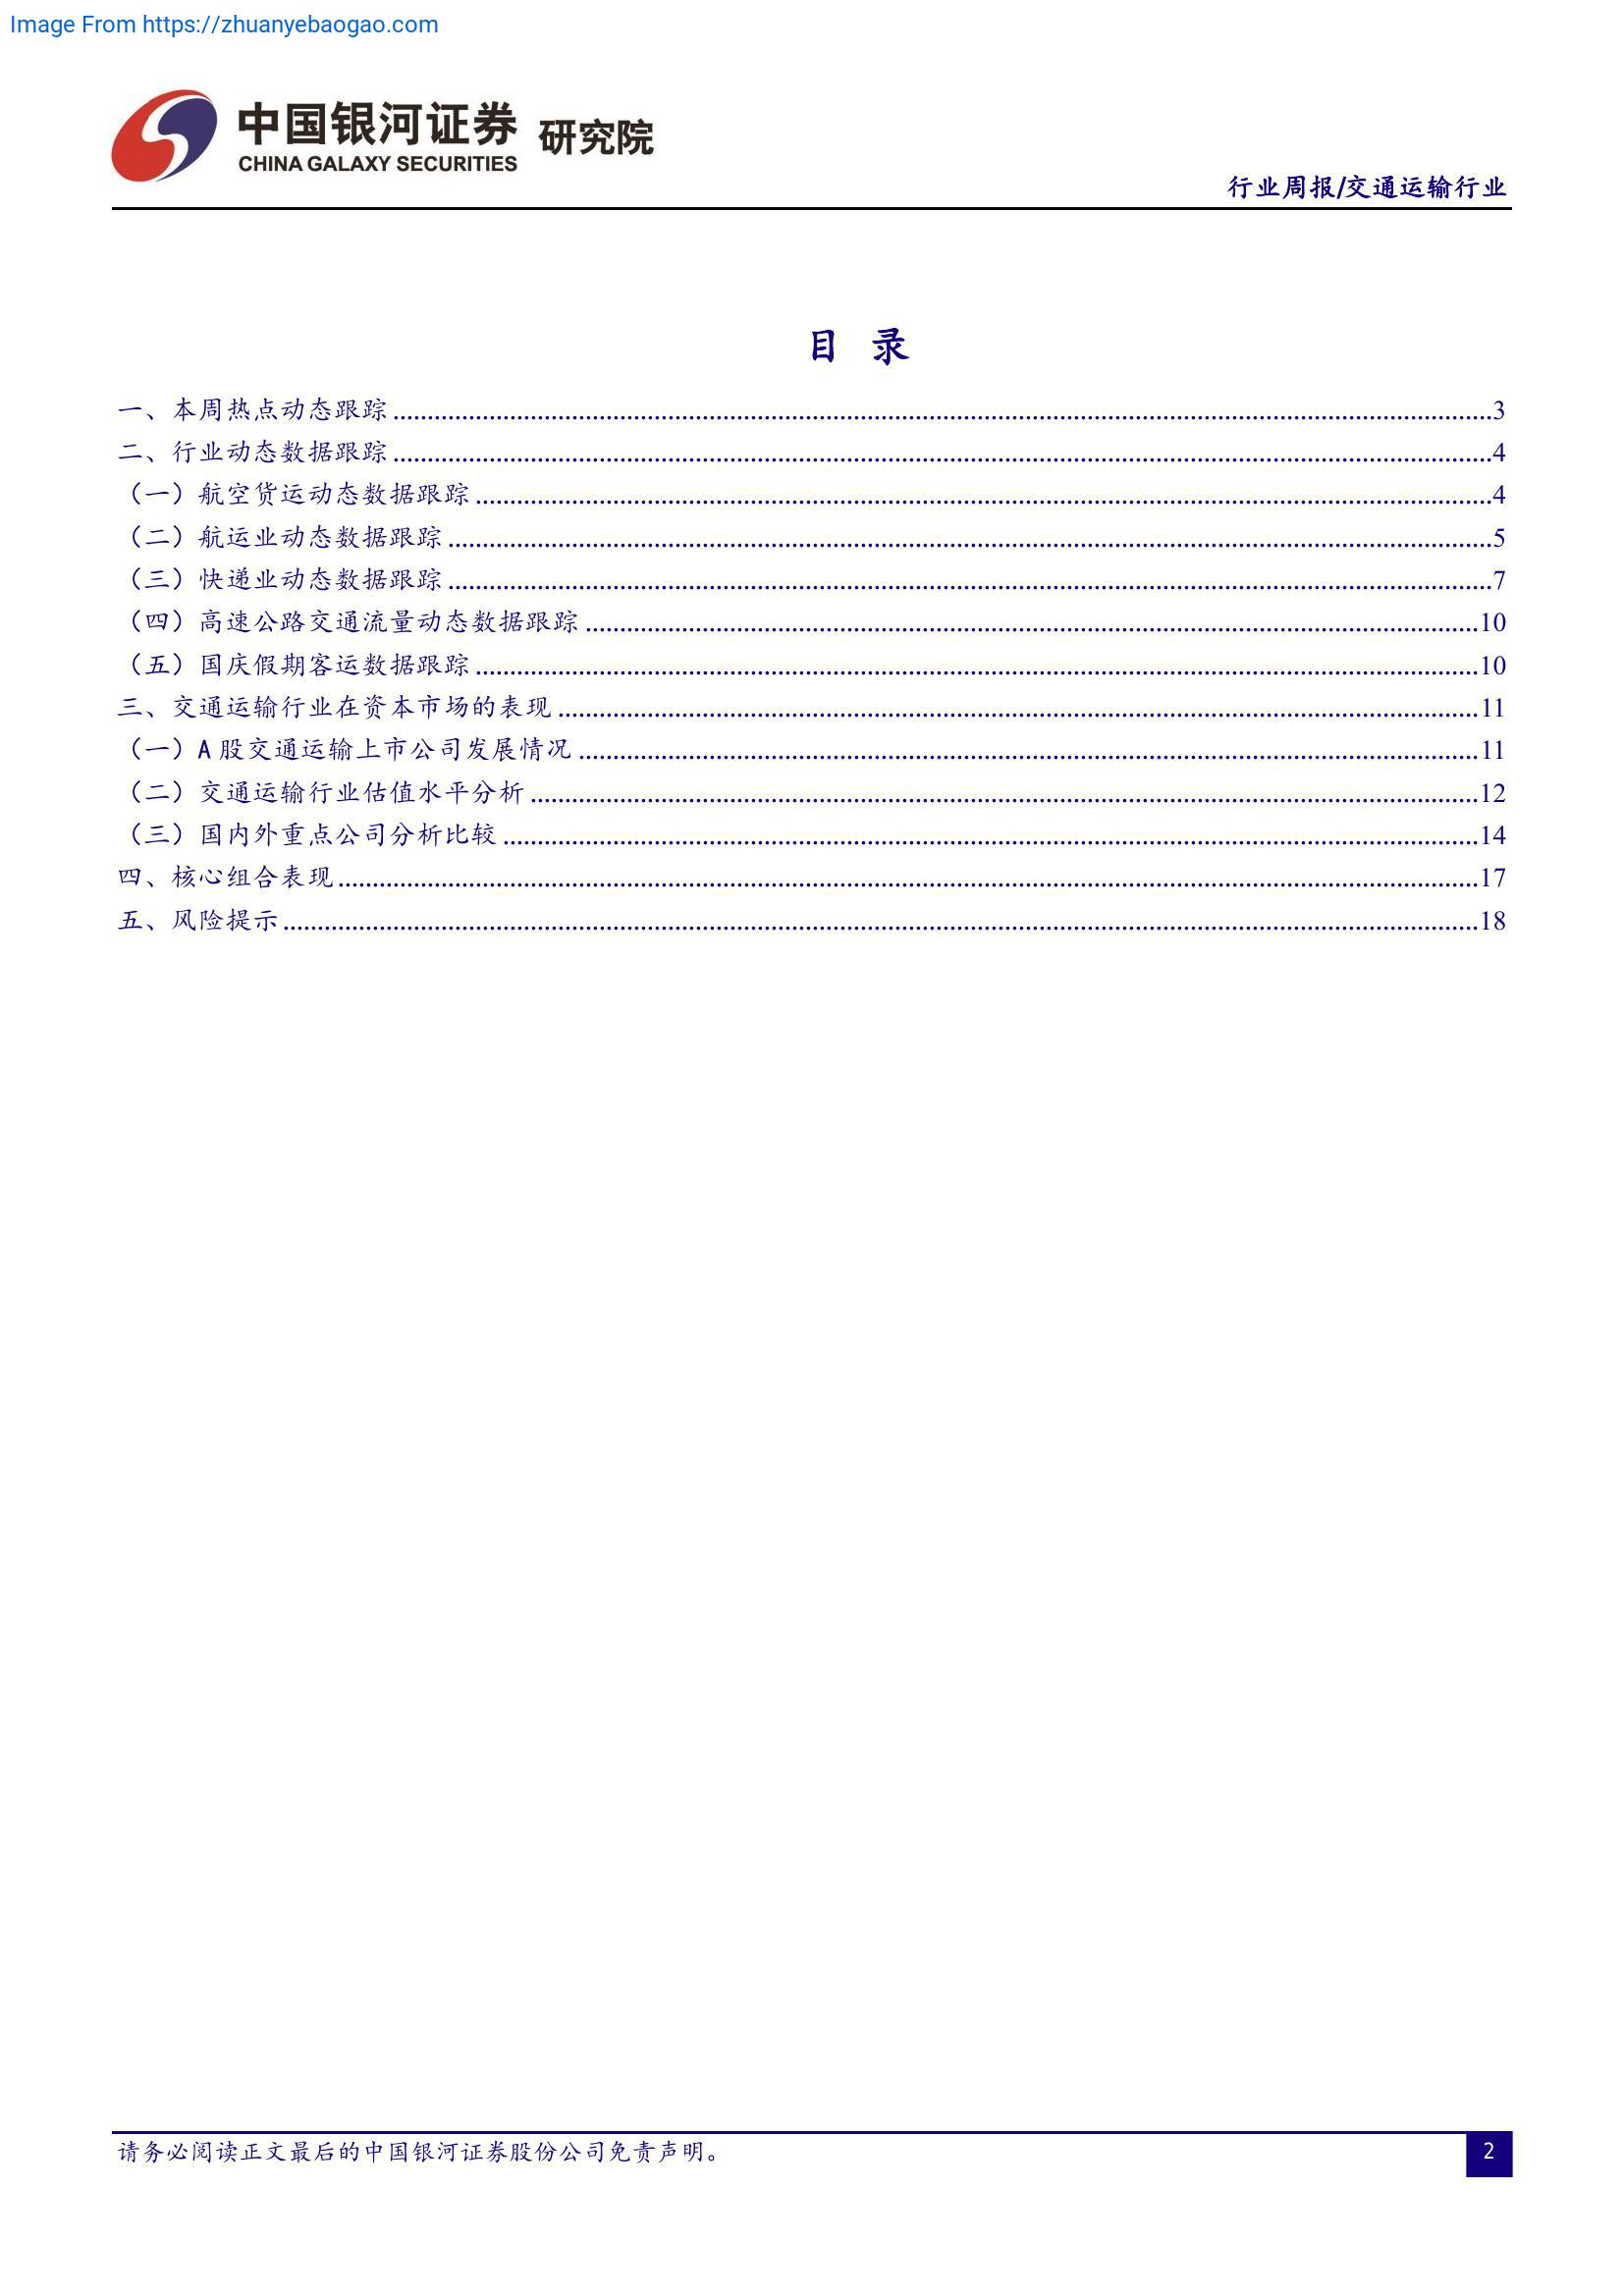 Image From https://zhuanyebaogao.com
中国银河证券 研究院
CHINA GALAXY SECURITIES
行业周报/交通运输行业
目 录
一、本周热点动态跟踪 3
二、行业动态数据跟踪 4
（一）航空货运动态数据跟踪 4
（二）航运业动态数据跟踪 5
（三）快递业动态数据跟踪 7
（四）高速公路交通流量动态数据跟踪 10
（五）国庆假期客运数据跟踪 10
三、交通运输行业在资本市场的表现 11
（一）A 股交通运输上市公司发展情况 11
（二）交通运输行业估值水平分析 12
（三）国内外重点公司分析比较 14
四、核心组合表现 17
五、风险提示 18
请务必阅读正文最后的中国银河证券股份公司免责声明。
2